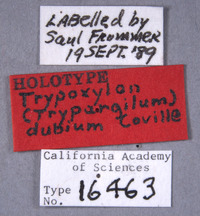 LABELLED by
Saul Frommer
19 SEPT. '89
HOLOTYPE
Trypoxylon
(Trypargilum)
dubium Coville
California Academy
of Sciences
Type
No. 16463